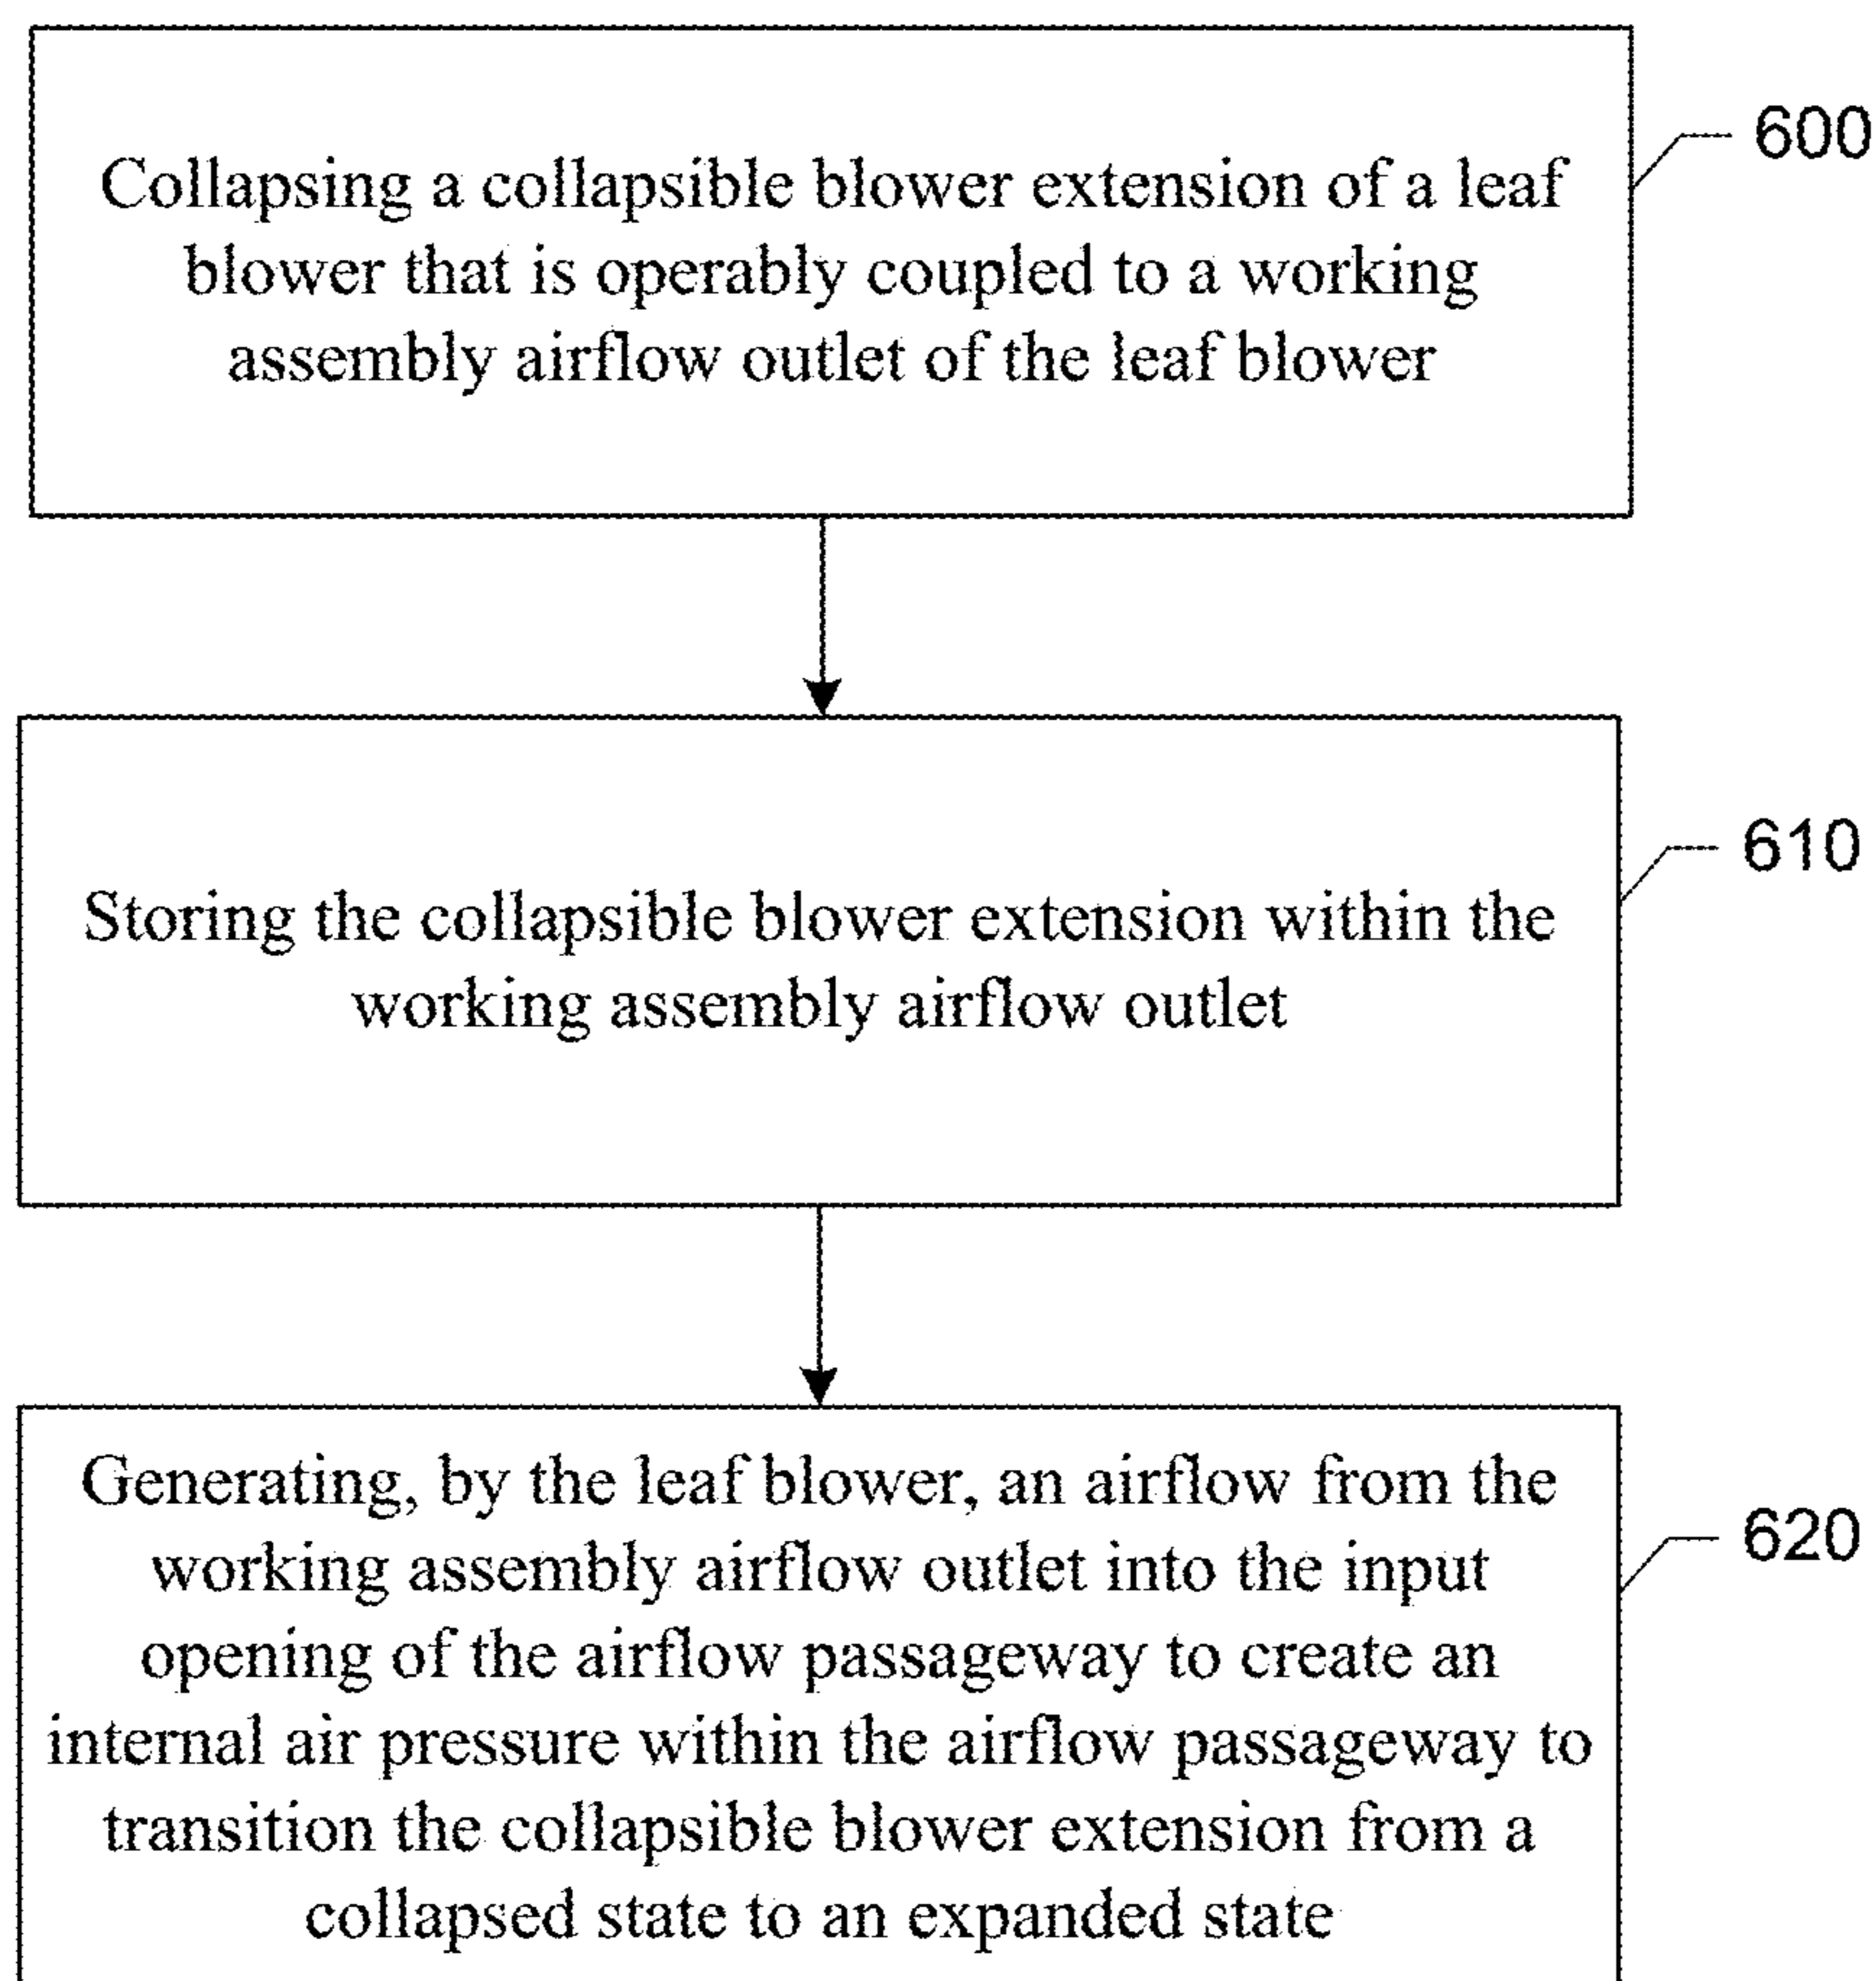 Collapsing a collapsible blower extension of a leaf
blower that is operably coupled to a working
assembly airflow outlet of the leaf blower
600
Storing the collapsible blower extension within the
working assembly airflow outlet
610
Generating, by the leaf blower, an airflow from the
working assembly airflow outlet into the input
opening of the airflow passageway to create an
internal air pressure within the airflow passageway to
transition the collapsible blower extension from a
collapsed state to an expanded state
620